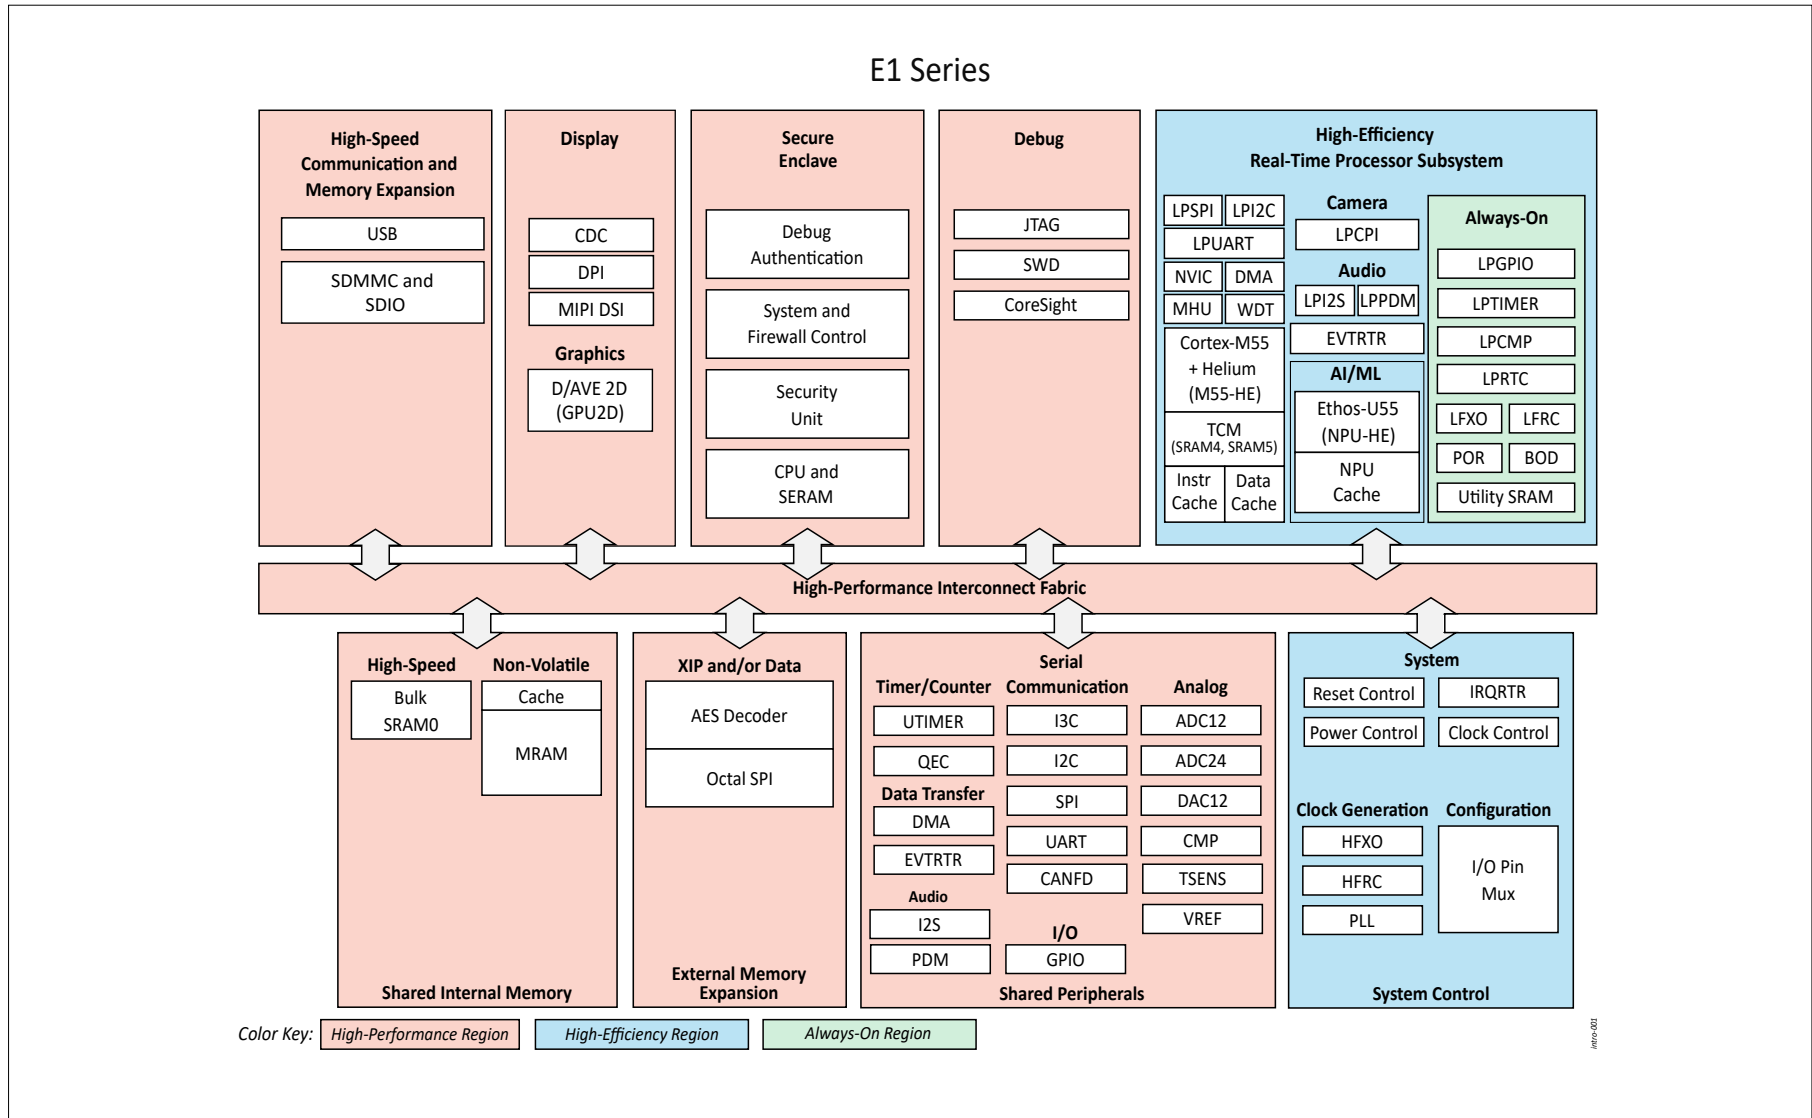 E1 Series
High-Speed
Communication and
Memory Expansion
USB
SDMMC and
SDIO
Display
CDC
DPI
MIPI DSI
Graphics
D/AVE 2D
(GPU2D)
Secure
Enclave
Debug
Authentication
System and
Firewall Control
Security
Unit
CPU and
SERAM
Debug
JTAG
SWD
CoreSight
High-Efficiency
Real-Time Processor Subsystem
LPSPI
LPI2C
LPUART
NVIC
DMA
MHU
WDT
Cortex-M55
+ Helium
(M55-HE)
TCM
(SRAM4, SRAM5)
Instr
Cache
Data
Cache
Camera
LPCPI
Audio
LPI2S
LPPDM
EVTRTR
AI/ML
Ethos-U55
(NPU-HE)
NPU
Cache
Always-On
LPGPIO
LPTIMER
LPCMP
LPRTC
LFXO
LFRC
POR
BOD
Utility SRAM
High-Performance Interconnect Fabric
High-Speed
Bulk
SRAM0
Non-Volatile
Cache
MRAM
Shared Internal Memory
XIP and/or Data
AES Decoder
Octal SPI
External Memory
Expansion
Timer/Counter
UTIMER
QEC
Data Transfer
DMA
EVTRTR
Audio
I2S
PDM
Serial
Communication
I3C
I2C
SPI
UART
CANFD
I/O
GPIO
Analog
ADC12
ADC24
DAC12
CMP
TSENS
VREF
Shared Peripherals
System
Reset Control
IRQRTR
Power Control
Clock Control
Clock Generation
HFXO
HFRC
PLL
Configuration
I/O Pin
Mux
System Control
Color Key:
High-Performance Region
High-Efficiency Region
Always-On Region
intro-001